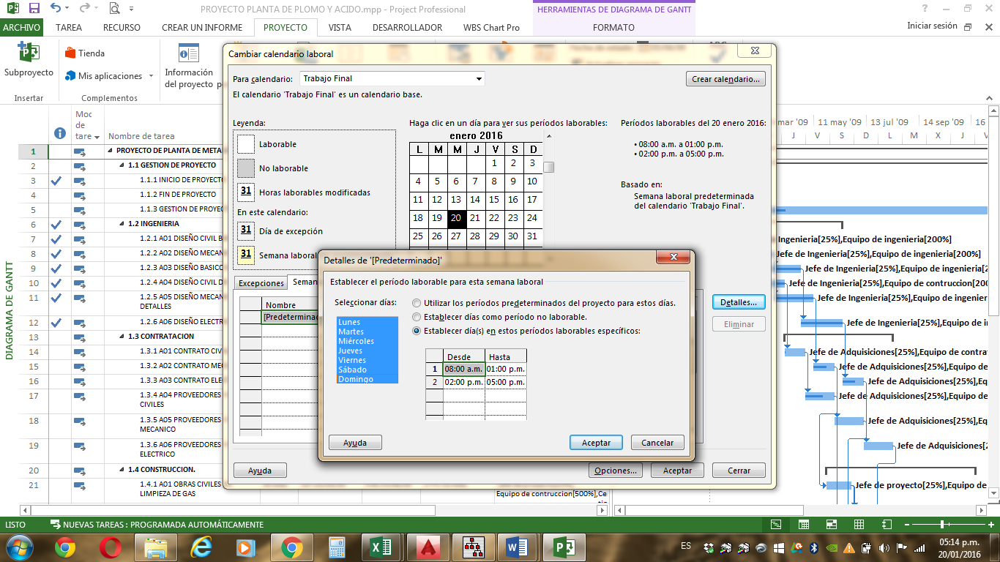 PROYECTO PLANTA DE PLOMO Y ACIDO.mpp - Project Professional
HERRAMIENTAS DE DIAGRAMA DE GANTT
ARCHIVO TAREA RECURSO CREAR UN INFORME PROYECTO VISTA DESARROLLADOR WBS Chart Pro FORMATO
Iniciar sesión
Subproyecto
Insertar
Tienda
Mis aplicaciones
Complementos
Información
del proyecto
Cambiar calendario laboral
Para calendario: Trabajo Final
Crear calendario...
El calendario 'Trabajo Final' es un calendario base.
Leyenda:
Laborable
No laborable
31 Horas laborables modificadas
En este calendario:
31 Día de excepción
31 Semana laboral
Haga clic en un día para ver sus períodos laborables:
enero 2016
L M M J V S D
1 2 3
4 5 6 7 8 9 10
11 12 13 14 15 16 17
18 19 20 21 22 23 24
25 26 27 28 29 30 31
Períodos laborables del 20 enero 2016:
• 08:00 a.m. a 01:00 p.m.
• 02:00 p.m. a 05:00 p.m.
Basado en:
Semana laboral predeterminada
del calendario 'Trabajo Final'.
Excepciones Seman
Nombre
[Predeterminad
Detalles...
Eliminar
Ayuda
Opciones...
Aceptar
Cerrar
Detalles de '[Predeterminado]'
Establecer el período laborable para esta semana laboral
Seleccionar días:
Lunes
Martes
Miércoles
Jueves
Viernes
Sábado
Domingo
Utilizar los períodos predeterminados del proyecto para estos días.
Establecer días como período no laborable.
Establecer día(s) en estos períodos laborables específicos:
Desde Hasta
1 08:00 a.m. 01:00 p.m.
2 02:00 p.m. 05:00 p.m.
Ayuda
Aceptar
Cancelar
DIAGRAMA DE GANTT
Moc
de
tare
Nombre de tarea
1 PROYECTO DE PLANTA DE META
2 1.1 GESTION DE PROYECTO
3 1.1.1 INICIO DE PROYECTO
4 1.1.2 FIN DE PROYECTO
5 1.1.3 GESTION DE PROYEC
6 1.2 INGENIERIA
7 1.2.1 A01 DISEÑO CIVIL B
8 1.2.2 A02 DISEÑO MECAN
9 1.2.3 A03 DISEÑO BASICO
10 1.2.4 A04 DISEÑO CIVIL D
11 1.2.5 A05 DISEÑO MECAN
DETALLES
12 1.2.6 A06 DISEÑO ELECTR
13 1.3 CONTRATACION
14 1.3.1 A01 CONTRATO CIV
15 1.3.2 A02 CONTRATO MEC
16 1.3.3 A03 CONTRATO ELE
17 1.3.4 A04 PROVEEDORES
CIVILES
18 1.3.5 A05 PROVEEDORES
MECANICO
19 1.3.6 A06 PROVEEDORES
ELECTRICO
20 1.4 CONSTRUCCION.
21 1.4.1 A01 OBRAS CIVILES
LIMPIEZA DE GAS
Equipo de contruccion[500%],Ce
mar '09 11 may '09 13 jul '09 14 sep '09 16
J V S D L M J V
Ingenieria[25%],Equipo de ingenieria[200%]
Ingenieria[25%],Equipo de ingenieria[200%]
Jefe de Ingenieria[25%],Equipo de ingenieria[2
Jefe de Ingenieria[25%],Equipo de contruccion[200
Jefe de Ingenieria[25%],Equipo de ingenier
Jefe de Ingenieria[25%],Equipo de i
Jefe de Adquisiciones[25%],Equipo de contra
Jefe de Adquisiciones[25%],Equipo de
Jefe de Adquisiciones[25%],Equ
Jefe de Adquisiciones[25%],Equipo de
Jefe de Adquisiciones[25%],Equ
Jefe de Adquisiciones[2
Jefe de proyecto[25%],Equipo de
LISTO NUEVAS TAREAS : PROGRAMADA AUTOMÁTICAMENTE
ES
05:14 p.m.
20/01/2016